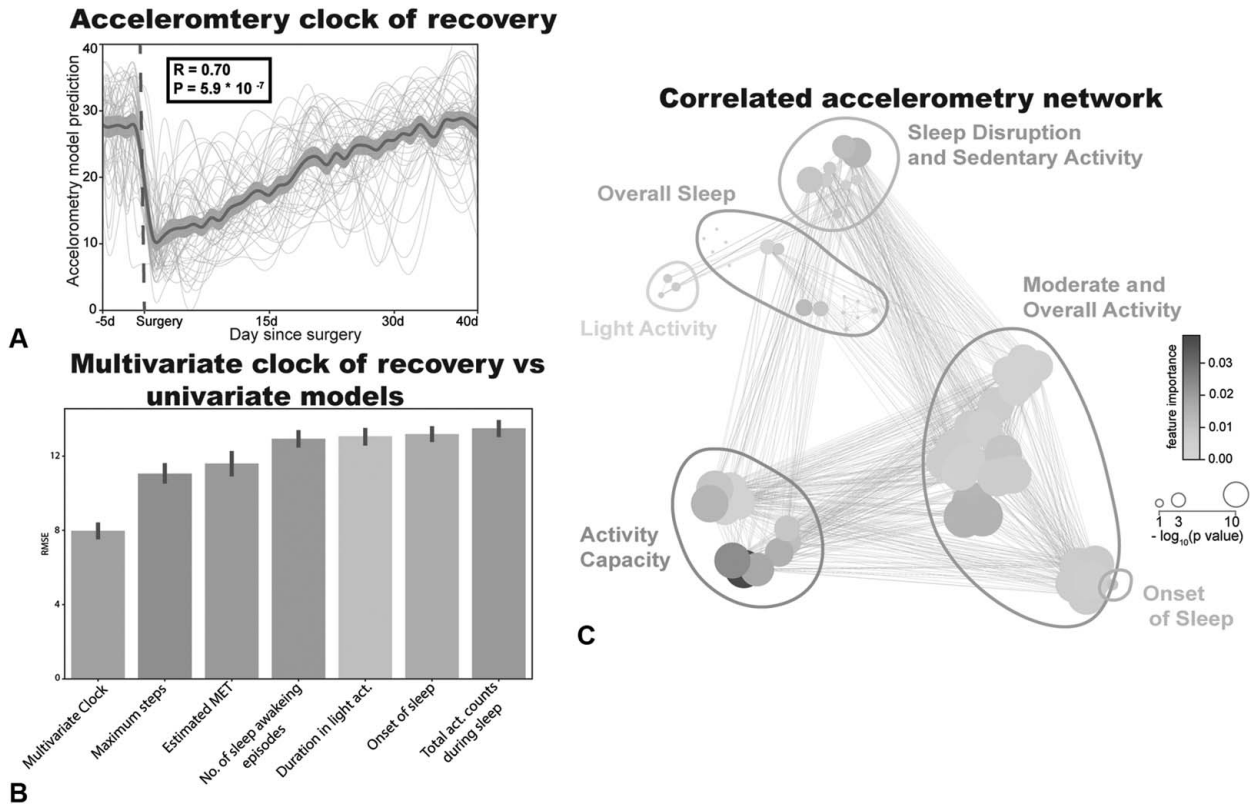 Acceleromtery clock of recovery
Accelorometry model prediction
40
30
20
10
0
R = 0.70
P = 5.9 * 10 -7
-5d
Surgery
15d
30d
40d
Day since surgery
A
Multivariate clock of recovery vs
univariate models
RMSE
12
8
4
0
Multivariate Clock
Maximum steps
Estimated MET
No. of sleep awakeing
episodes
Duration in light act.
Onset of sleep
Total act. counts
during sleep
B
Correlated accelerometry network
Sleep Disruption
and Sedentary Activity
Overall Sleep
Light Activity
Moderate and
Overall Activity
Activity
Capacity
Onset
of Sleep
feature importance
0.03
0.02
0.01
0.00
1 3 10
- log10(p value)
C